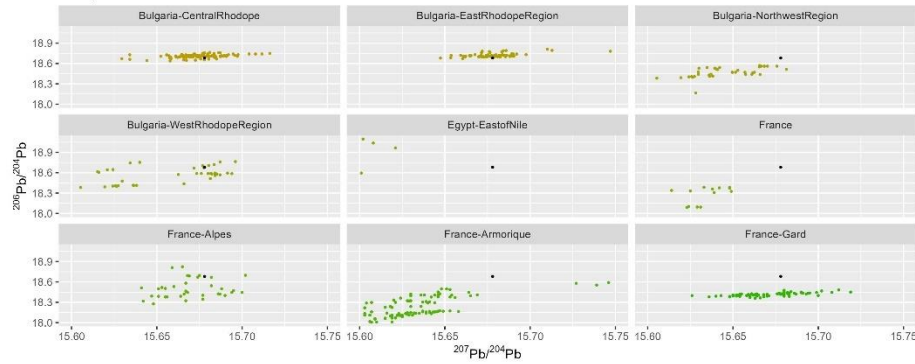 Bulgaria-CentralRhodope
Bulgaria-EastRhodopeRegion
Bulgaria-NorthwestRegion
18.9
18.6
18.3
18.0
Bulgaria-WestRhodopeRegion
Egypt-EastofNile
France
18.9
18.6
18.3
18.0
²⁰⁶Pb/²⁰⁴Pb
France-Alpes
France-Armorique
France-Gard
18.9
18.6
18.3
18.0
15.60 15.65 15.70 15.75 15.60 15.65 15.70 15.75 15.60 15.65 15.70 15.75
²⁰⁷Pb/²⁰⁴Pb